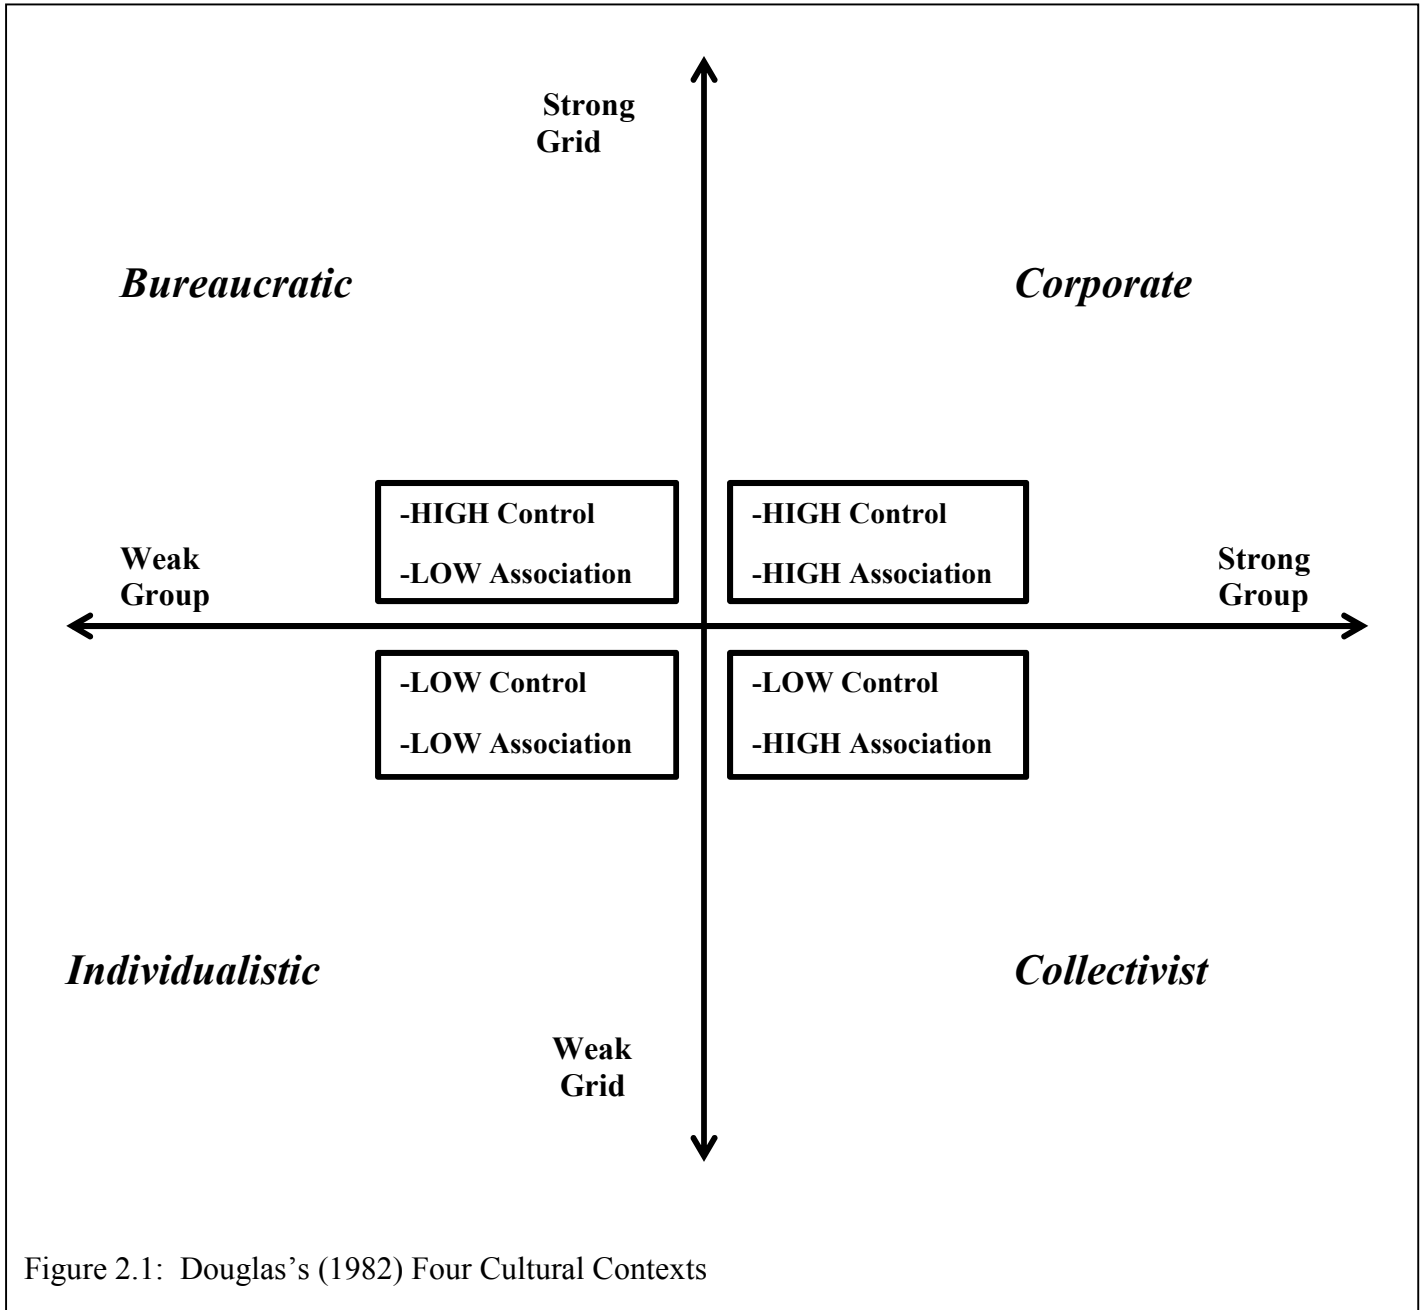 Strong
Grid
Bureaucratic
Corporate
-HIGH Control
-LOW Association
-HIGH Control
-HIGH Association
Weak
Group
Strong
Group
-LOW Control
-LOW Association
-LOW Control
-HIGH Association
Individualistic
Collectivist
Weak
Grid
Figure 2.1:  Douglas’s (1982) Four Cultural Contexts